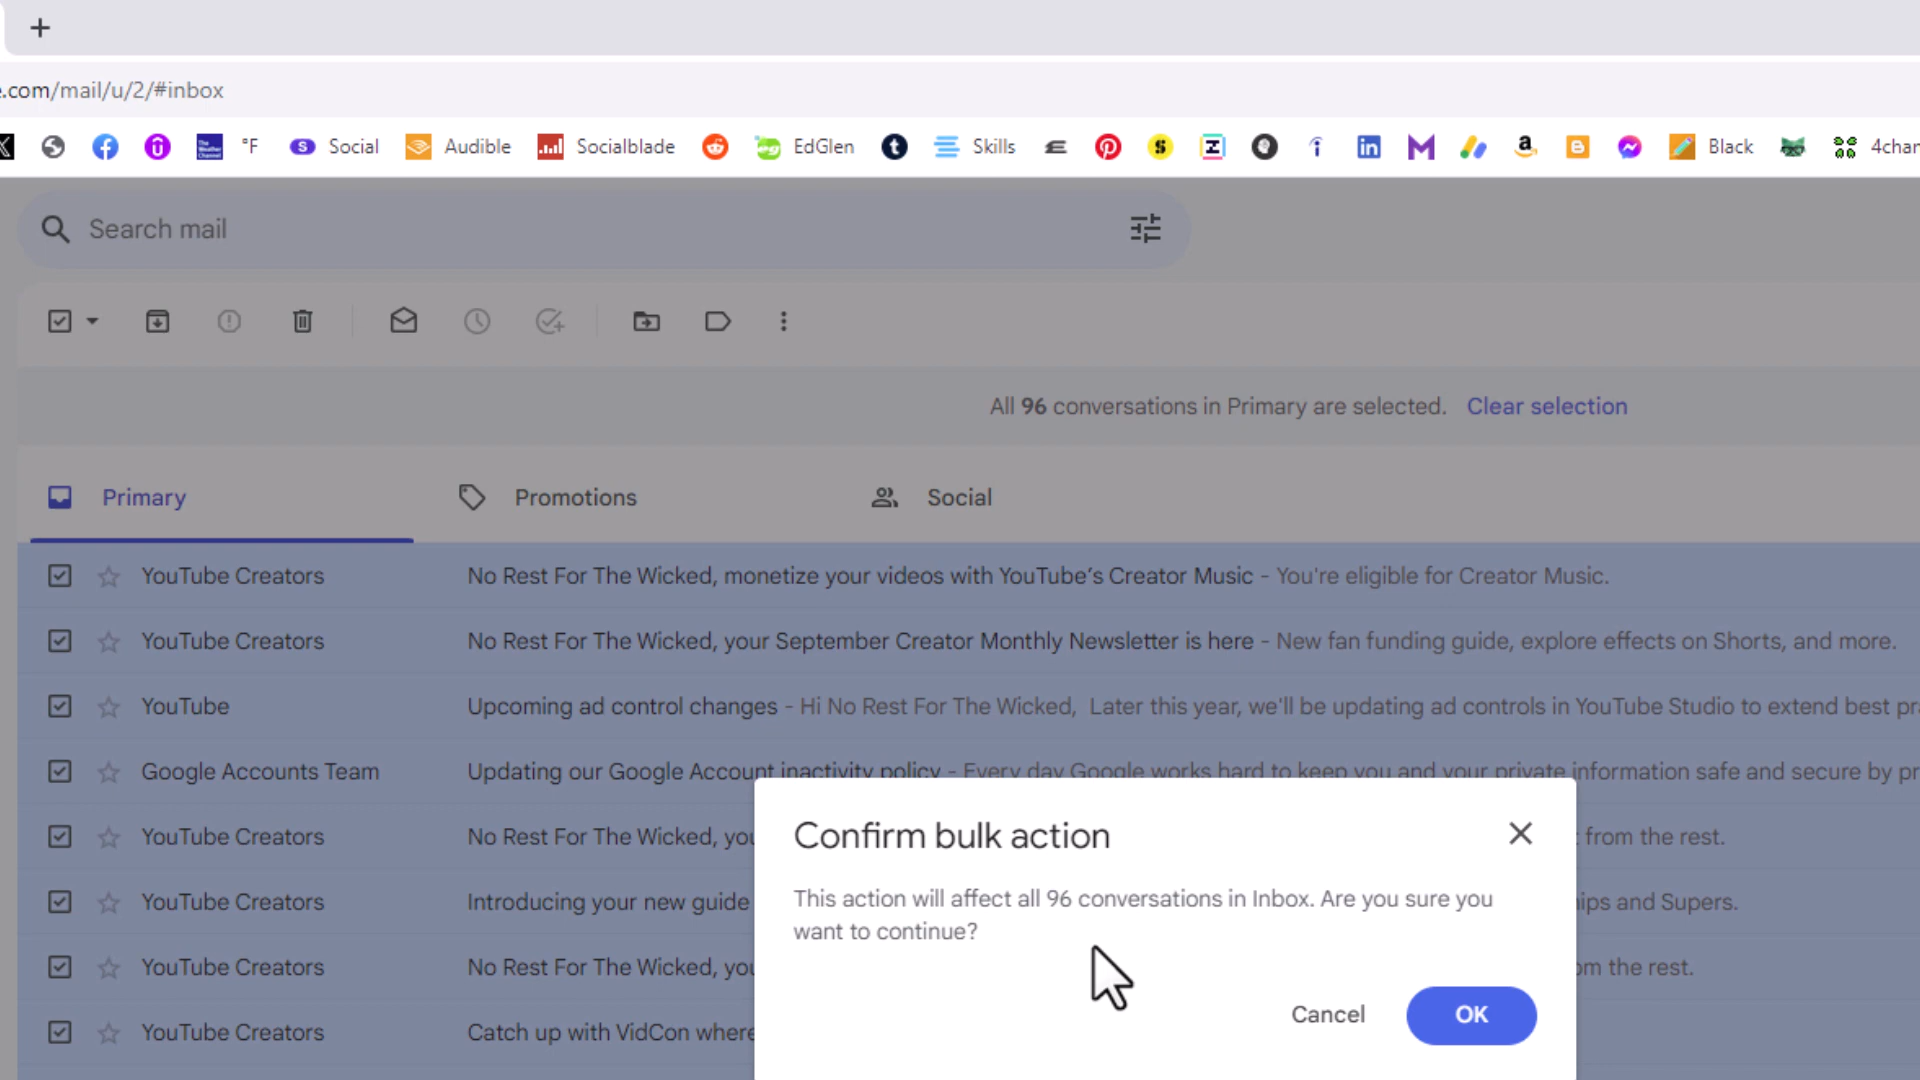 .com/mail/u/2/#inbox
°F Social Audible Socialblade EdGlen Skills Black 4chan
Search mail
All 96 conversations in Primary are selected. Clear selection
Primary Promotions Social
YouTube Creators No Rest For The Wicked, monetize your videos with YouTube's Creator Music - You're eligible for Creator Music.
YouTube Creators No Rest For The Wicked, your September Creator Monthly Newsletter is here - New fan funding guide, explore effects on Shorts, and more.
YouTube Upcoming ad control changes - Hi No Rest For The Wicked, Later this year, we'll be updating ad controls in YouTube Studio to extend best pr
Google Accounts Team Updating our Google Account inactivity policy - Every day Google works hard to keep you and your private information safe and secure by pr
YouTube Creators No Rest For The Wicked, you from the rest.
YouTube Creators Introducing your new guide ips and Supers.
YouTube Creators No Rest For The Wicked, you om the rest.
YouTube Creators Catch up with VidCon where
Confirm bulk action
This action will affect all 96 conversations in Inbox. Are you sure you
want to continue?
Cancel OK